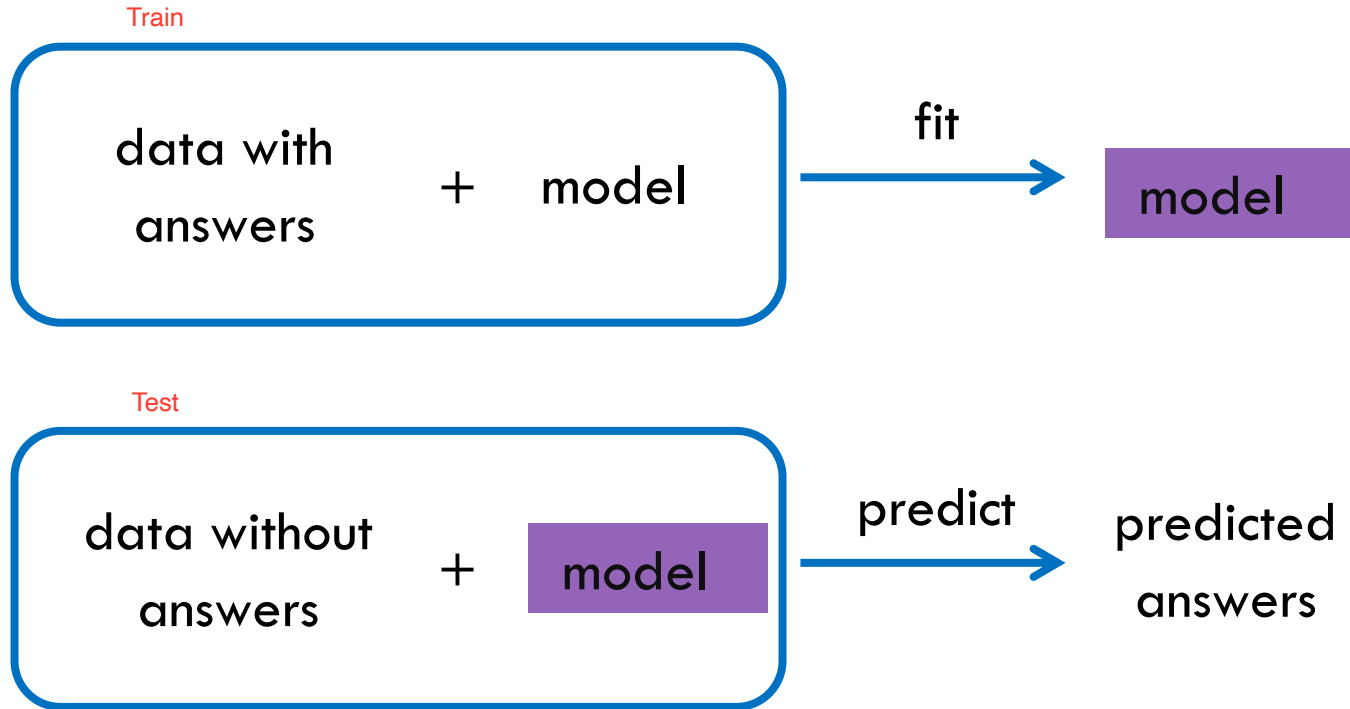 Train
data with
answers
+
model
fit
model
Test
data without
answers
+
model
predict
predicted
answers